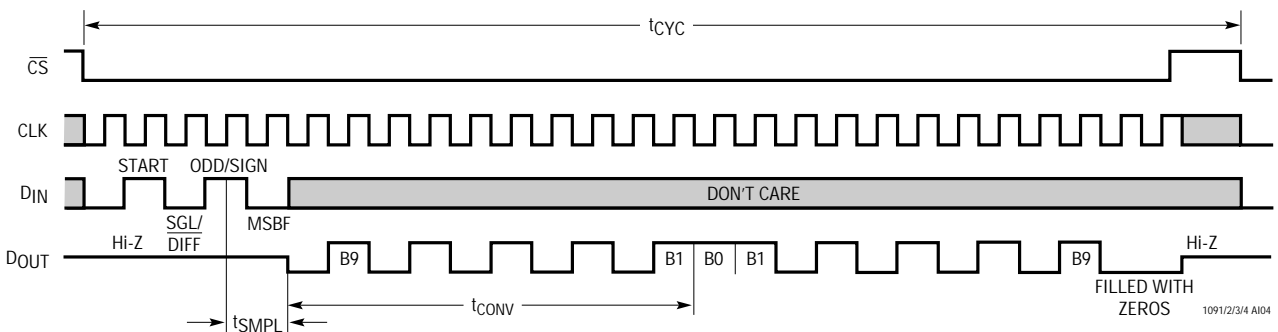 tCYC
CS
CLK
START ODD/SIGN
DIN
DON'T CARE
SGL/
DIFF
MSBF
Hi-Z
DOUT
B9
B1
B0
B1
B9
Hi-Z
FILLED WITH
ZEROS
tCONV
tSMPL
1091/2/3/4 AI04